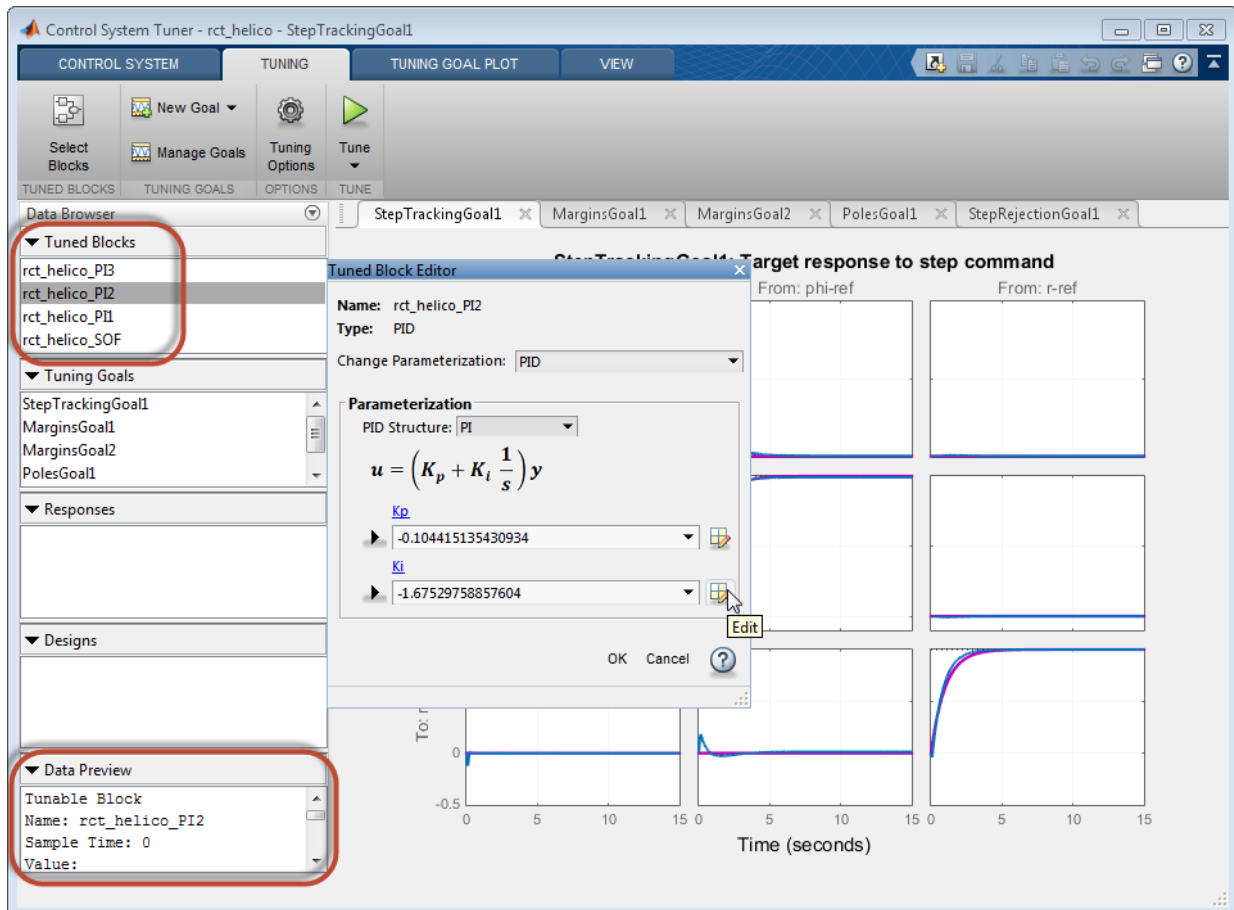 Control System Tuner - rct_helico - StepTrackingGoal1
CONTROL SYSTEM TUNING TUNING GOAL PLOT VIEW
Select Blocks
New Goal
Manage Goals
Tuning Options
Tune
TUNED BLOCKS TUNING GOALS OPTIONS TUNE
Data Browser
StepTrackingGoal1 MarginsGoal1 MarginsGoal2 PolesGoal1 StepRejectionGoal1
Tuned Blocks
rct_helico_PI3
rct_helico_PI2
rct_helico_PI1
rct_helico_SOF
Tuning Goals
StepTrackingGoal1
MarginsGoal1
MarginsGoal2
PolesGoal1
Responses
Designs
Data Preview
Tunable Block
Name: rct_helico_PI2
Sample Time: 0
Value:
StepTrackingGoal1: Target response to step command
From: phi-ref From: r-ref
Tuned Block Editor
Name: rct_helico_PI2
Type: PID
Change Parameterization: PID
Parameterization
PID Structure: PI
u = (Kp + Ki 1/s) y
Kp
-0.104415135430934
Ki
-1.67529758857604
Edit
OK Cancel
To: r
0
-0.5
0 5 10 15 0 5 10 15 0 5 10 15
Time (seconds)